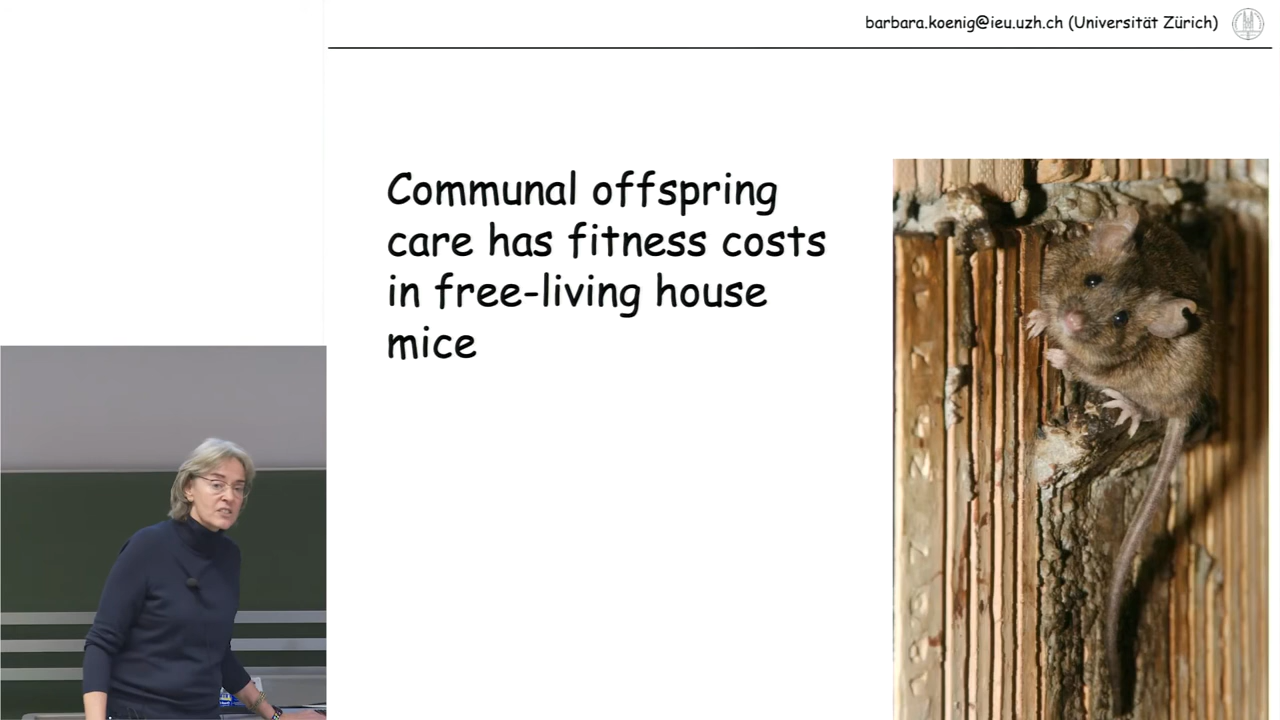 barbara.koenig@ieu.uzh.ch (Universität Zürich)
Communal offspring
care has fitness costs
in free-living house
mice